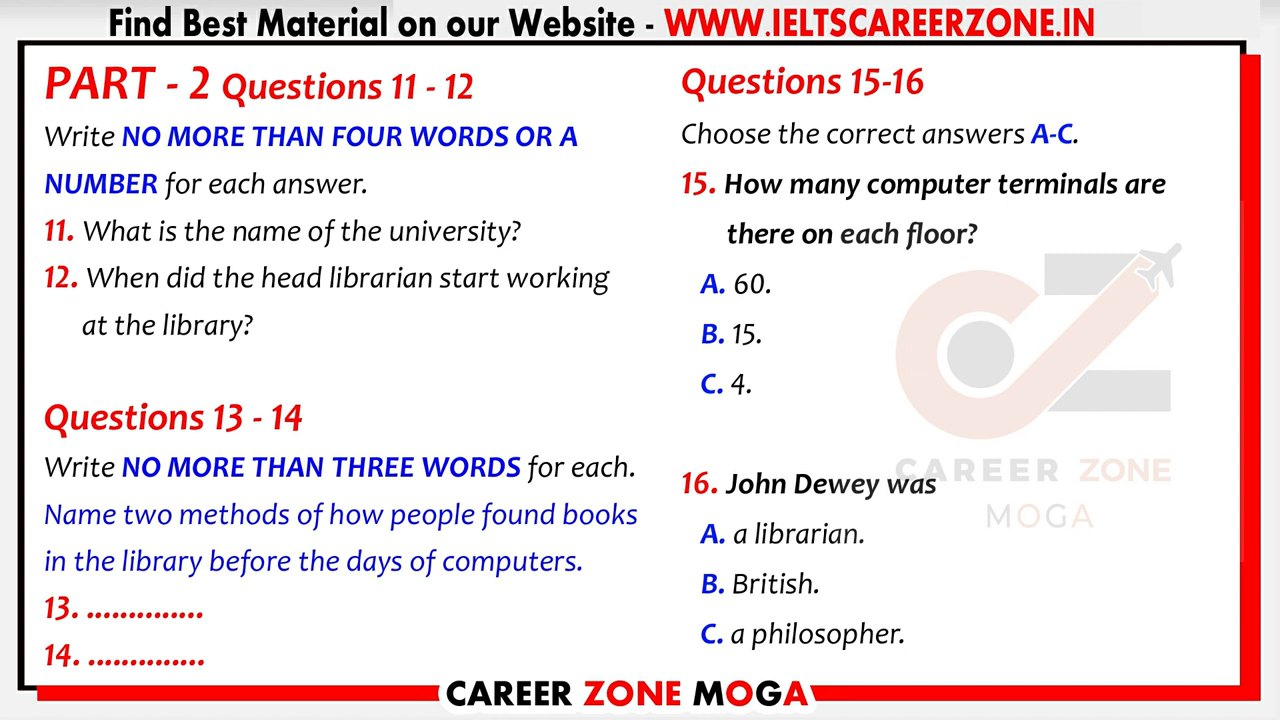 Find Best Material on our Website - WWW.IELTSCAREERZONE.IN
PART - 2 Questions 11 - 12
Write NO MORE THAN FOUR WORDS OR A
NUMBER for each answer.
11. What is the name of the university?
12. When did the head librarian start working
at the library?
Questions 13 - 14
Write NO MORE THAN THREE WORDS for each.
Name two methods of how people found books
in the library before the days of computers.
13. ..............
14. ..............
Questions 15-16
Choose the correct answers A-C.
15. How many computer terminals are
there on each floor?
A. 60.
B. 15.
C. 4.
16. John Dewey was
A. a librarian.
B. British.
C. a philosopher.
CAREER ZONE
MOGA
CAREER ZONE MOGA